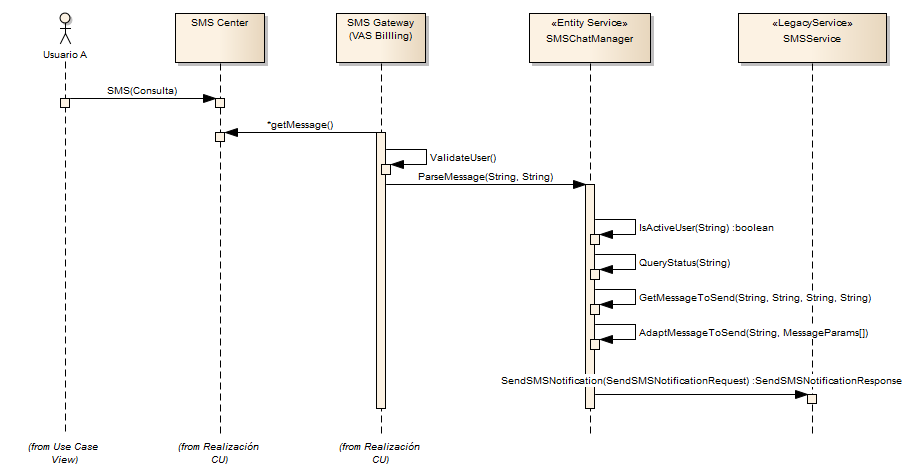 SMS Center
SMS Gateway
(VAS Billling)
«Entity Service»
SMSChatManager
«LegacyService»
SMSService
Usuario A
SMS(Consulta)
*getMessage()
ValidateUser()
ParseMessage(String, String)
IsActiveUser(String) :boolean
QueryStatus(String)
GetMessageToSend(String, String, String, String)
AdaptMessageToSend(String, MessageParams[])
SendSMSNotification(SendSMSNotificationRequest) :SendSMSNotificationResponse
(from Use Case
View)
(from Realización
CU)
(from Realización
CU)